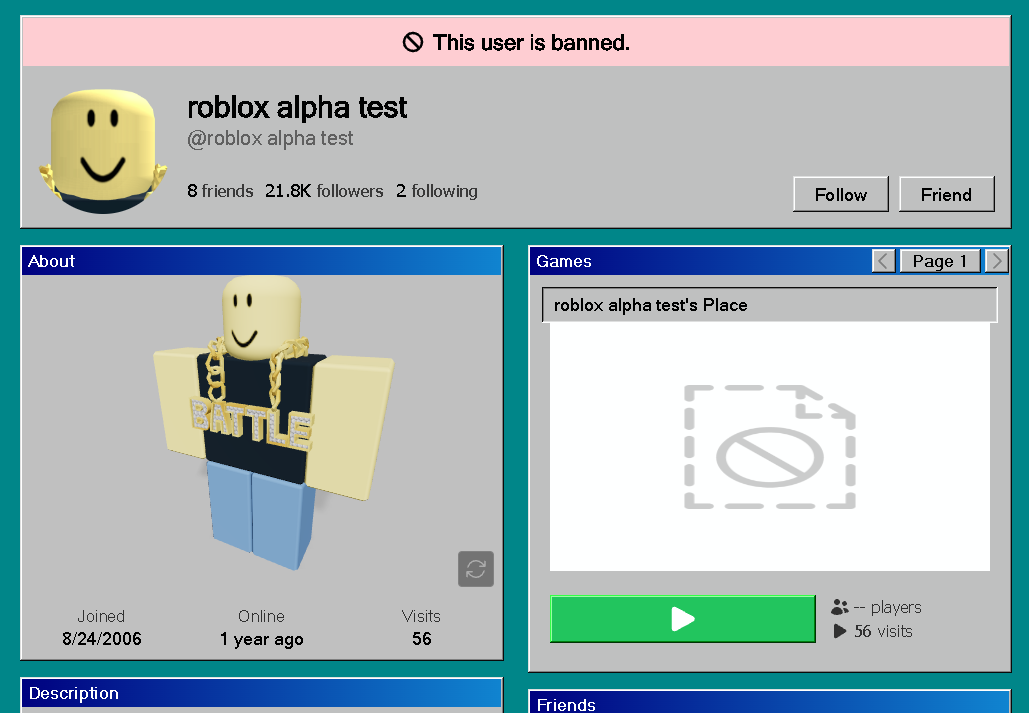 This user is banned.
roblox alpha test
@roblox alpha test
8 friends 21.8K followers 2 following
Follow Friend
About
BATTLE
Joined Online Visits
8/24/2006 1 year ago 56
Description
Games Page 1
roblox alpha test's Place
-- players
56 visits
Friends